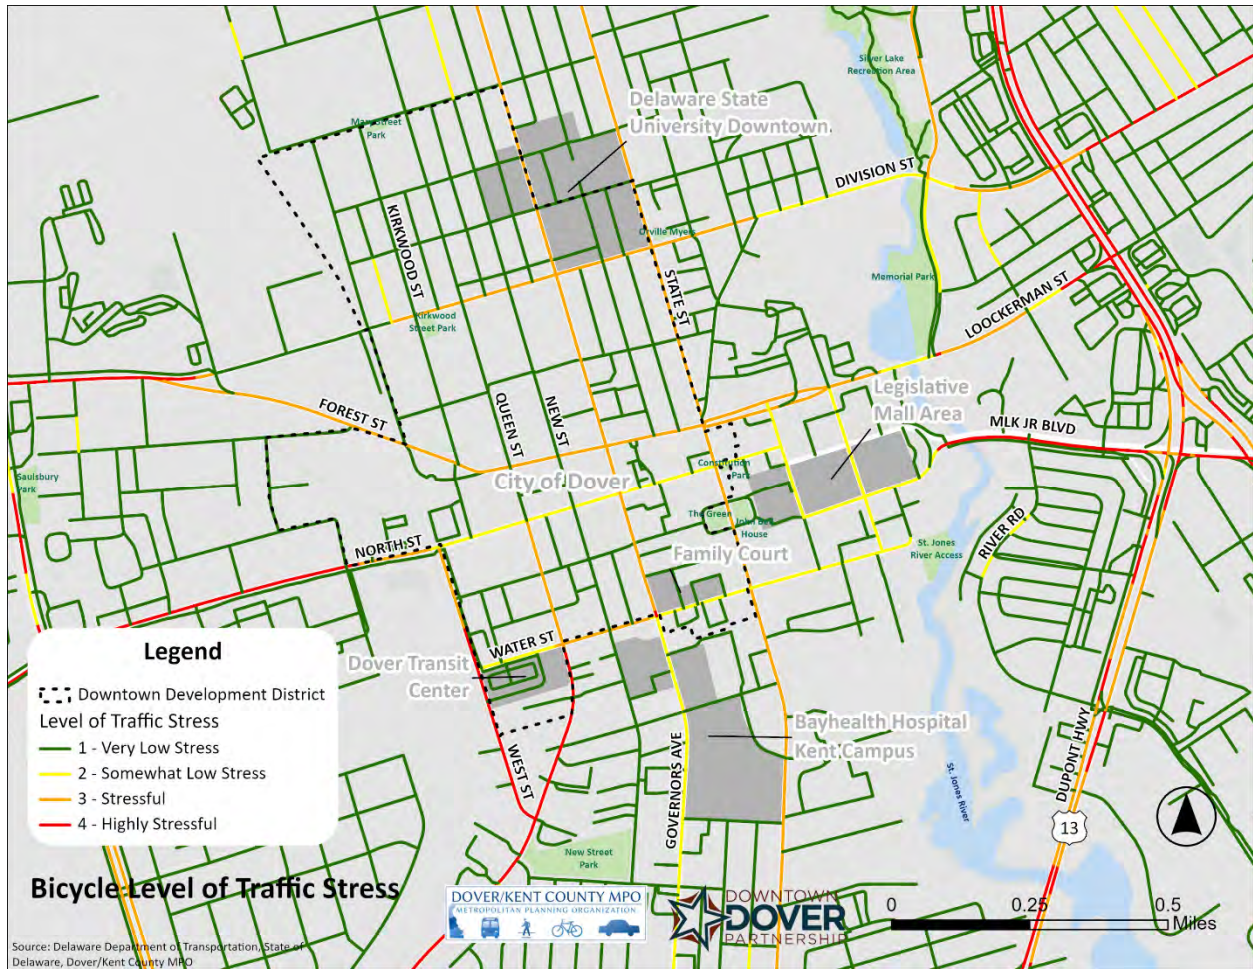 Silver Lake
Recreation Area
Delaware State
University Downtown
Mary Street
Park
DIVISION ST
KIRKWOOD ST
Orville Myers
STATE ST
Memorial Park
LOOCKERMAN ST
Kirkwood
Street Park
Legislative
Mall Area
FOREST ST
QUEEN ST
NEW ST
MLK JR BLVD
Saulsbury
Park
City of Dover
Constitution
Park
The Green
John Bell
House
NORTH ST
Family Court
St. Jones
River Access
RIVER RD
WATER ST
Dover Transit
Center
Bayhealth Hospital
Kent Campus
WEST ST
GOVERNORS AVE
St. Jones River
DUPONT HWY
13
New Street
Park
Legend
Downtown Development District
Level of Traffic Stress
1 - Very Low Stress
2 - Somewhat Low Stress
3 - Stressful
4 - Highly Stressful
Bicycle Level of Traffic Stress
DOVER/KENT COUNTY MPO
METROPOLITAN PLANNING ORGANIZATION
DOWNTOWN
DOVER
PARTNERSHIP
0 0.25 0.5
Miles
Source: Delaware Department of Transportation, State of
Delaware, Dover/Kent County MPO